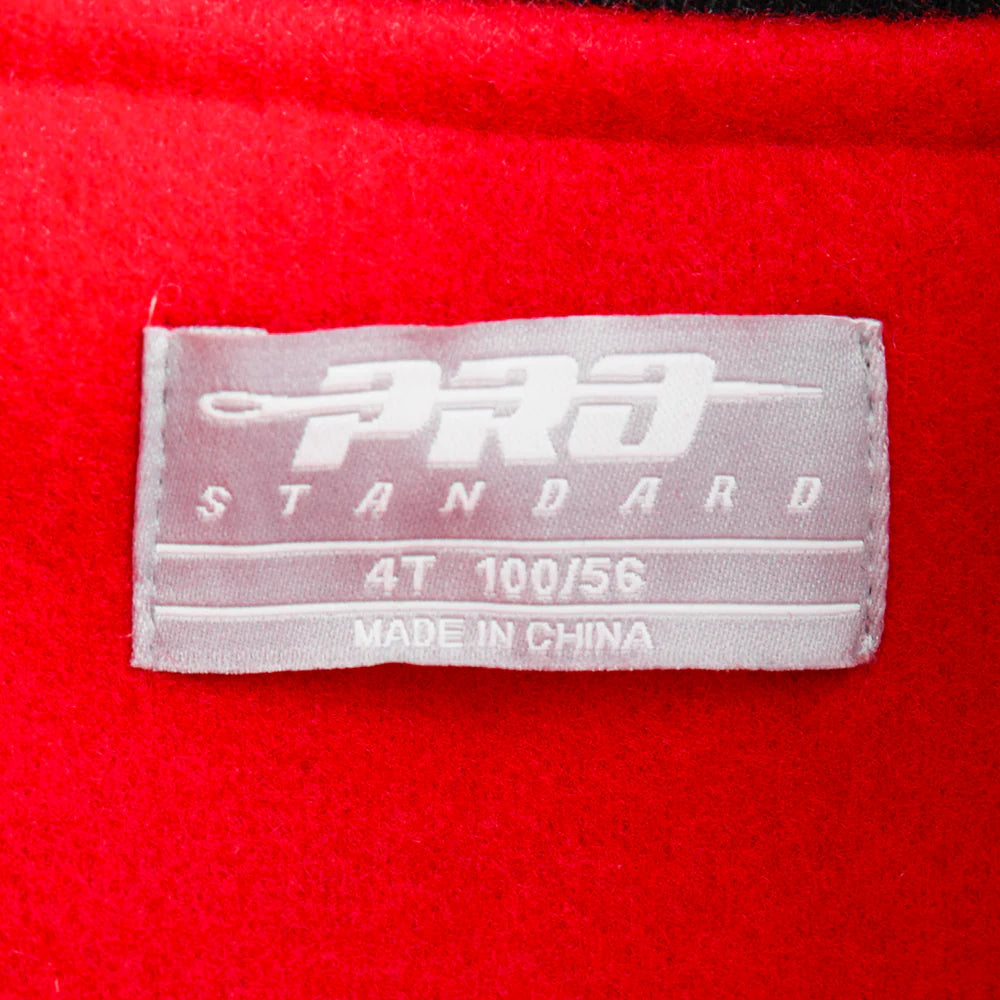 PRO
STANDARD
4T 100/56
MADE IN CHINA